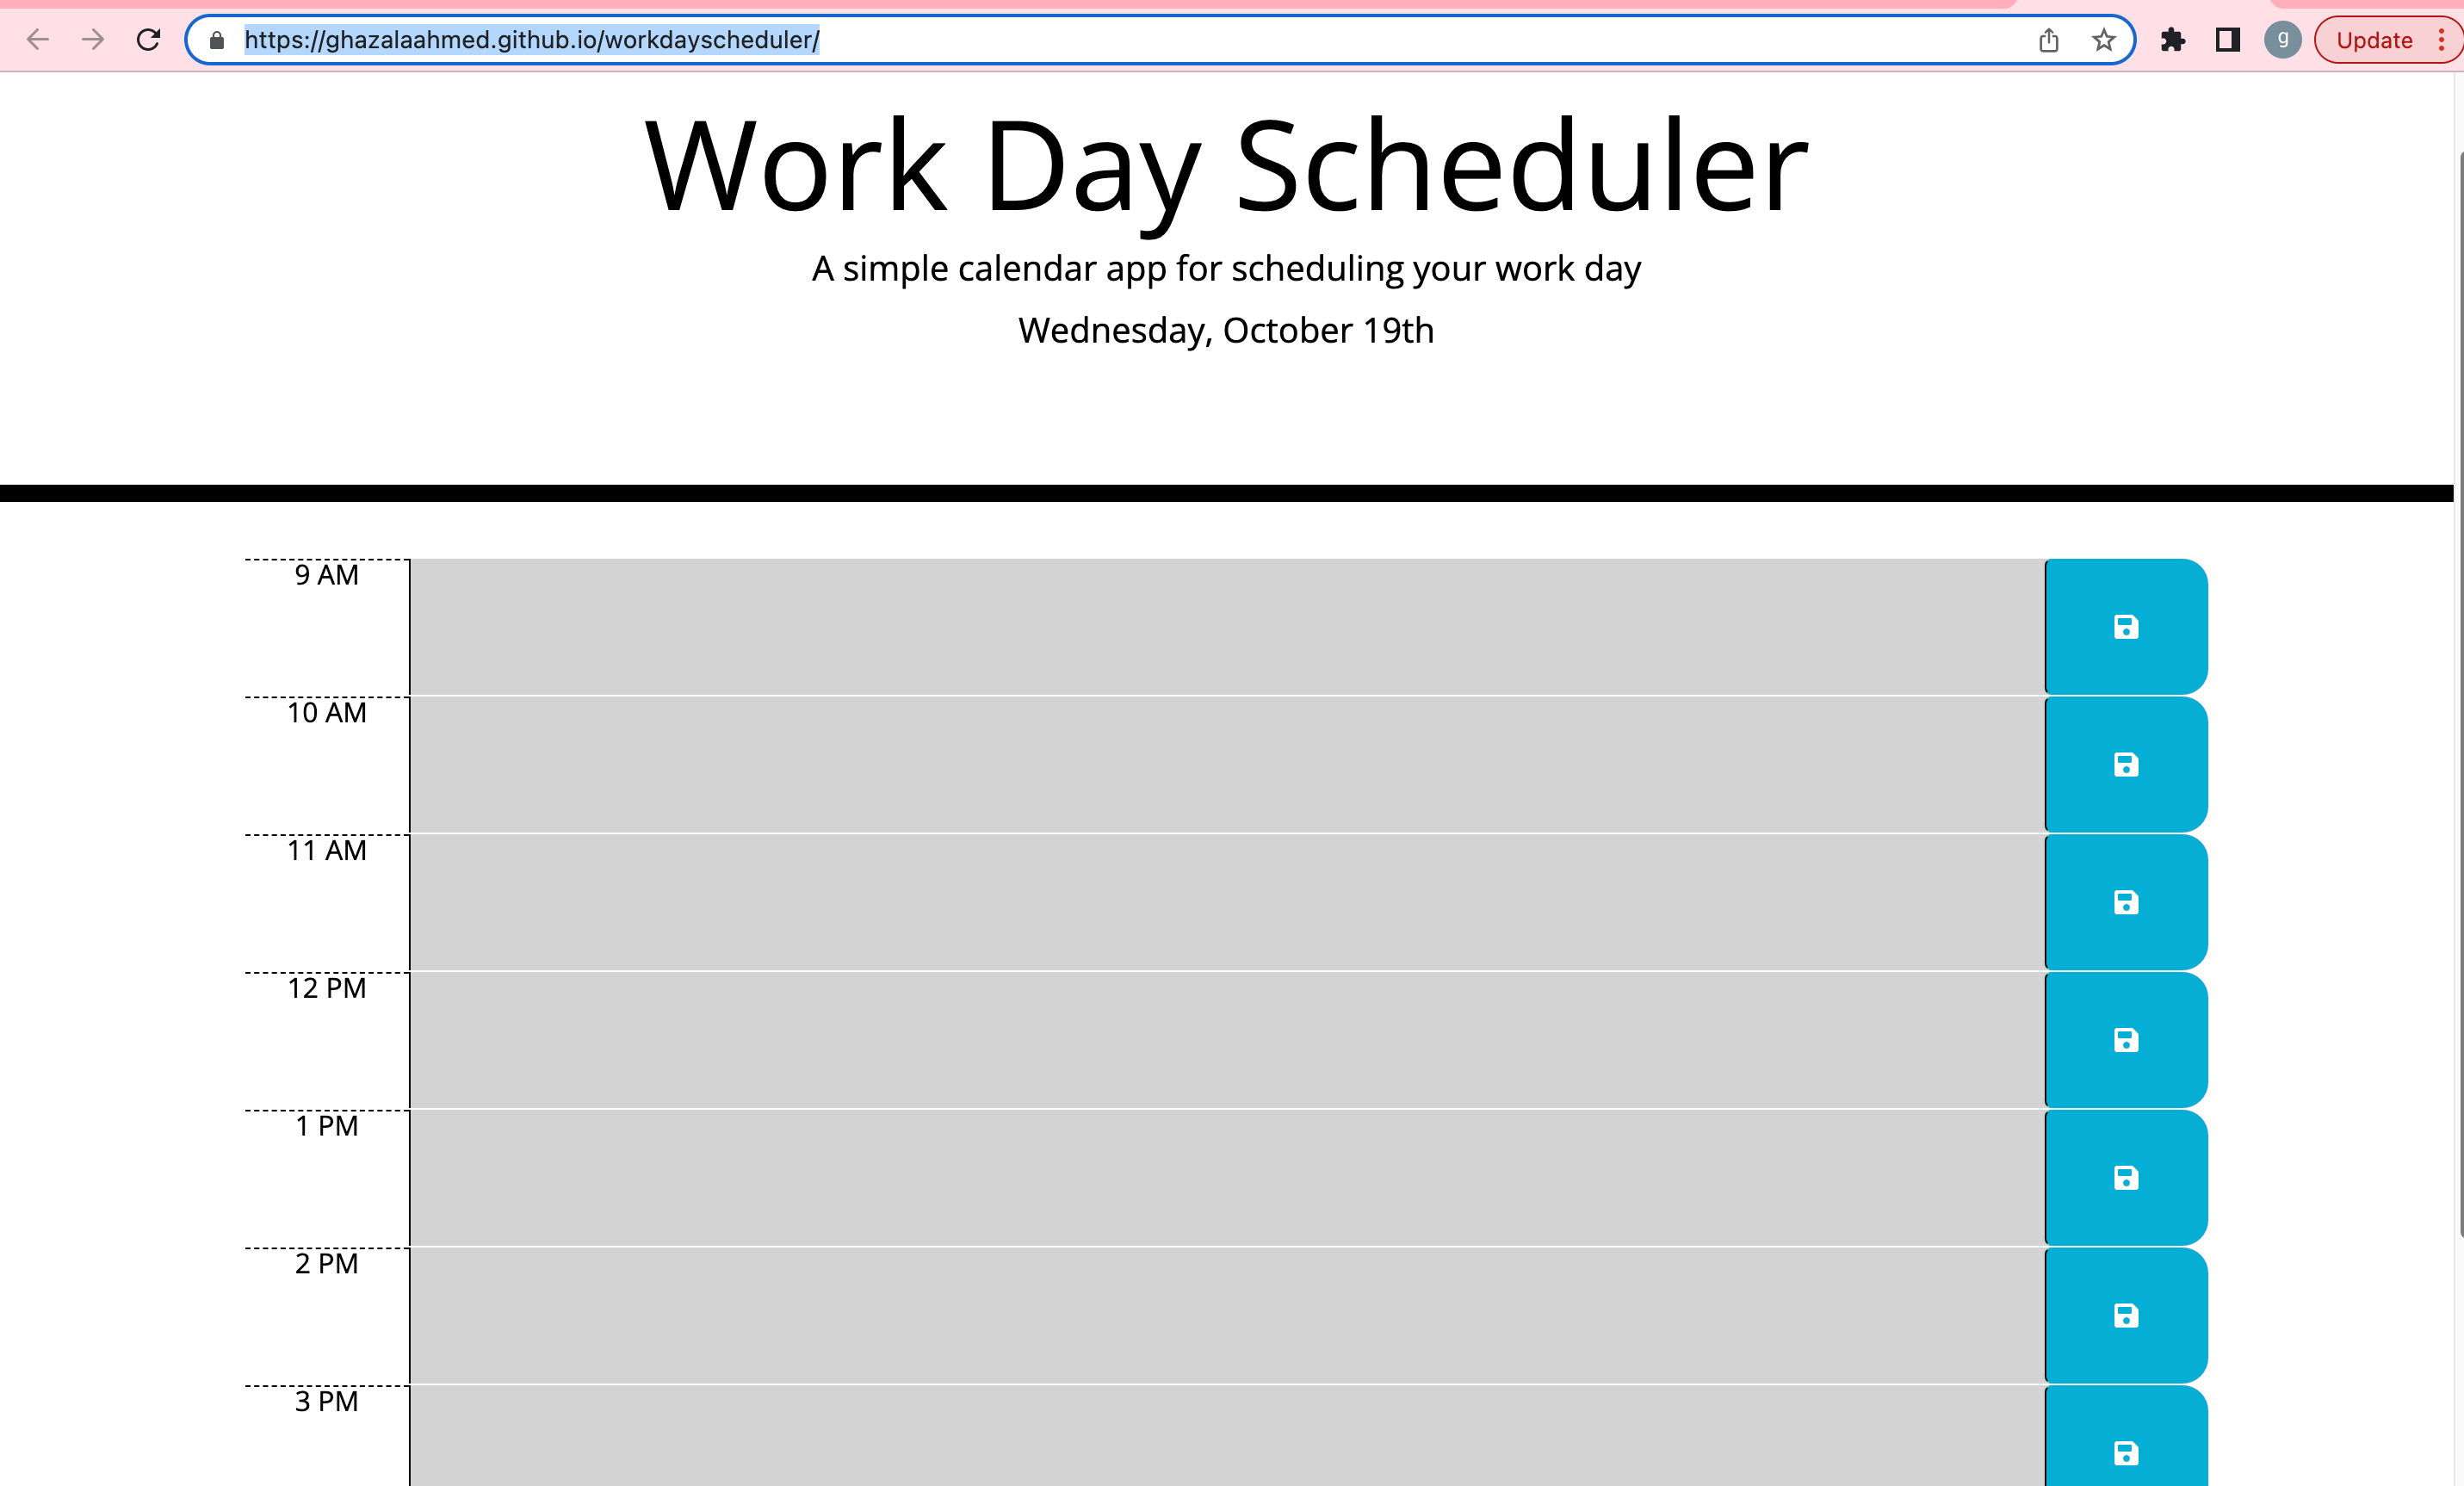 https://ghazalaahmed.github.io/workdayscheduler/
g
Update
Work Day Scheduler
A simple calendar app for scheduling your work day
Wednesday, October 19th
9 AM
10 AM
11 AM
12 PM
1 PM
2 PM
3 PM